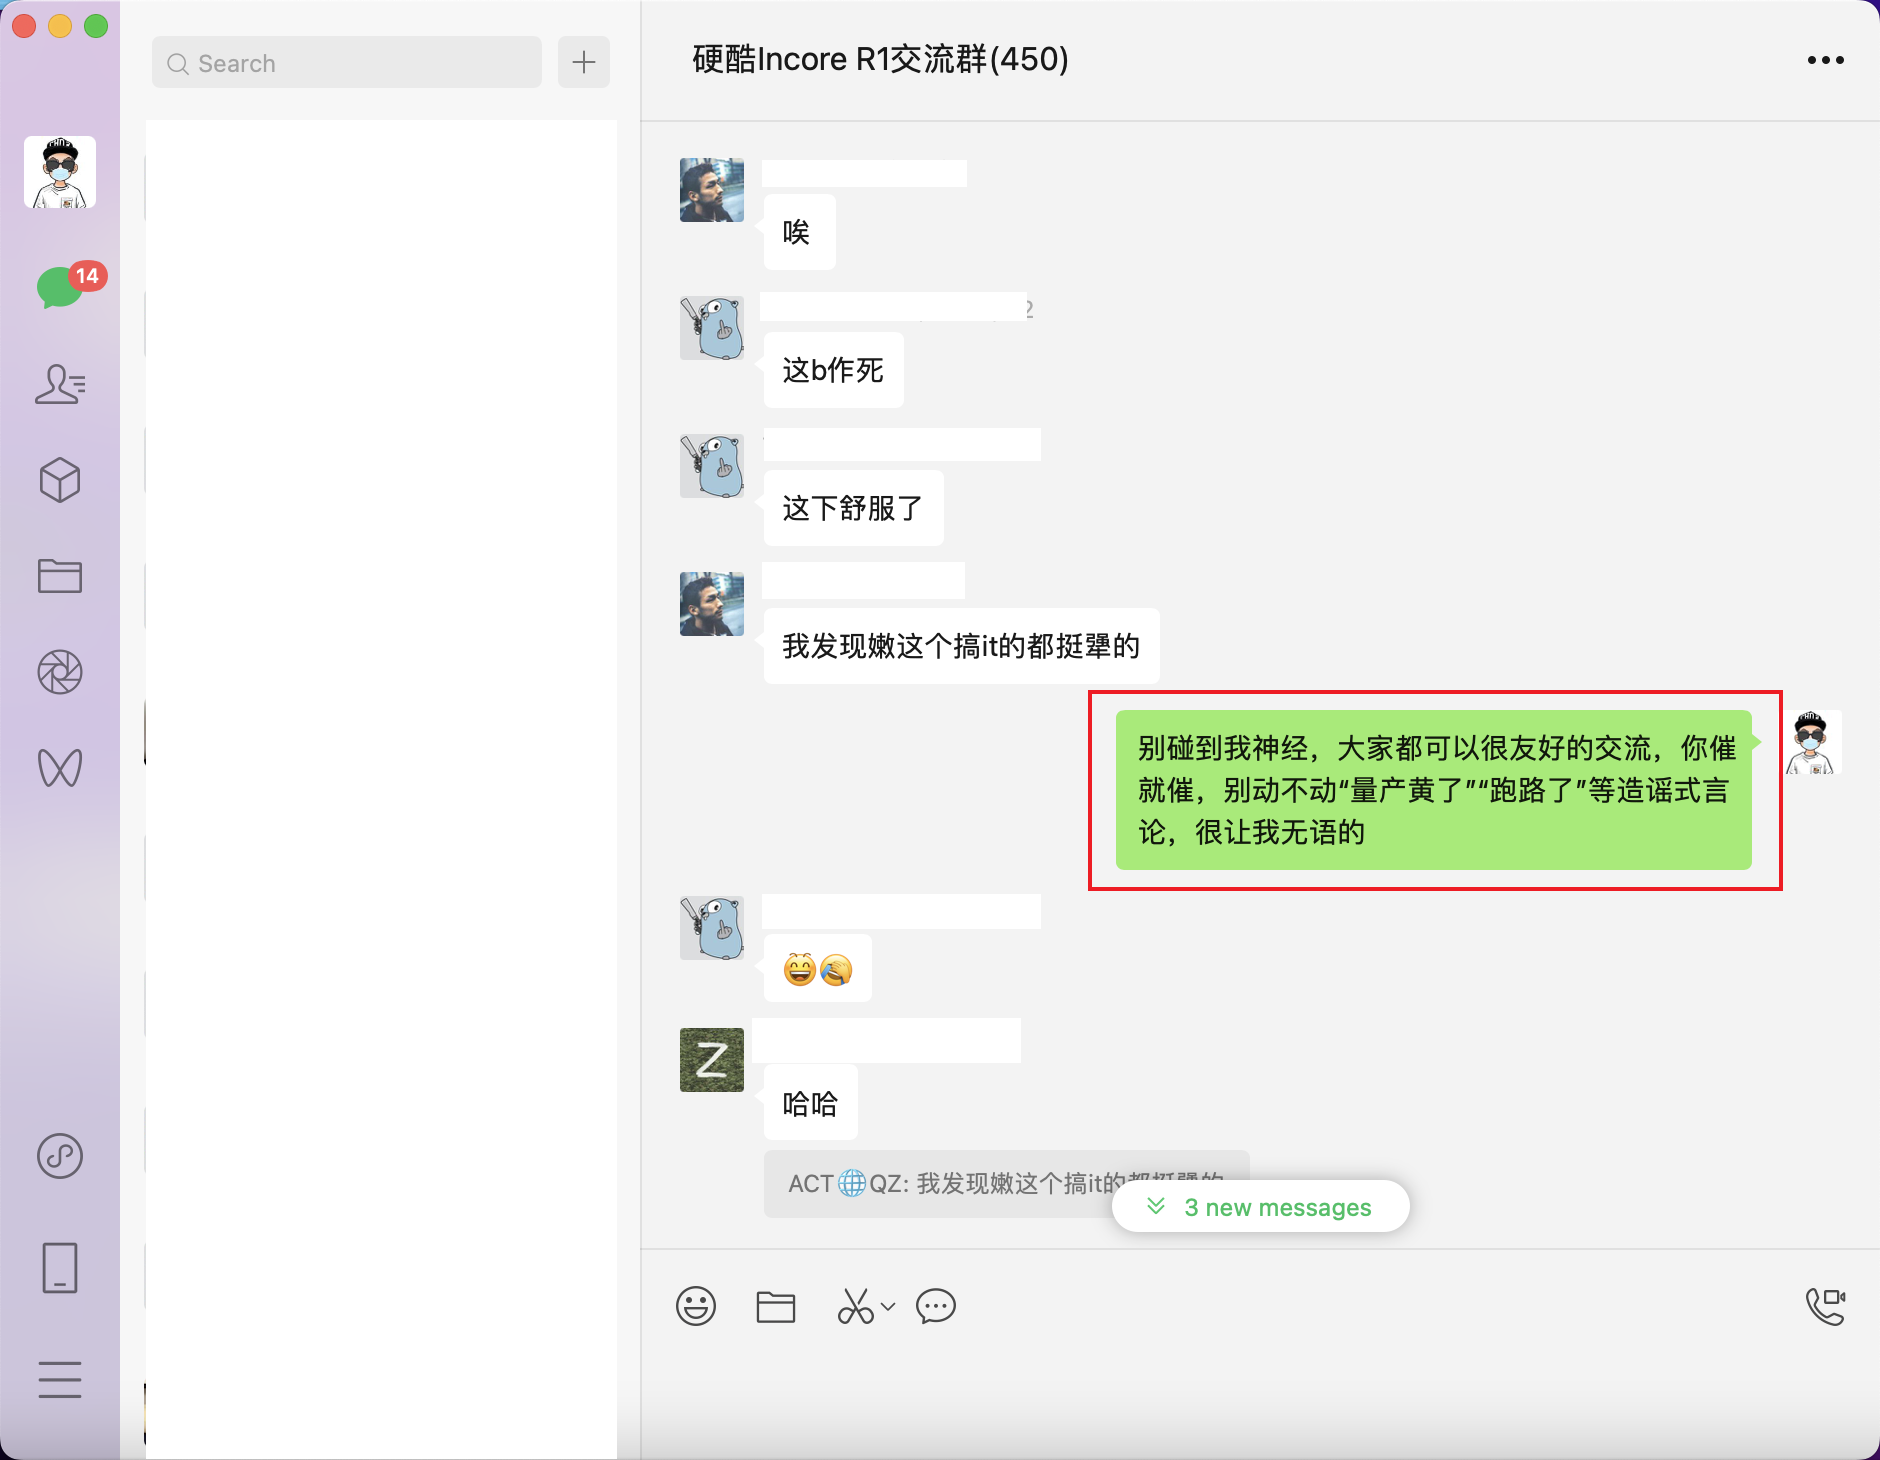 Search
硬酷Incore R1交流群(450)
14
唉
2
这b作死
这下舒服了
我发现嫩这个搞it的都挺犟的
别碰到我神经，大家都可以很友好的交流，你催
就催，别动不动“量产黄了”“跑路了”等造谣式言
论，很让我无语的
哈哈
Z
ACT🌐QZ: 我发现嫩这个搞it的都挺犟的
3 new messages